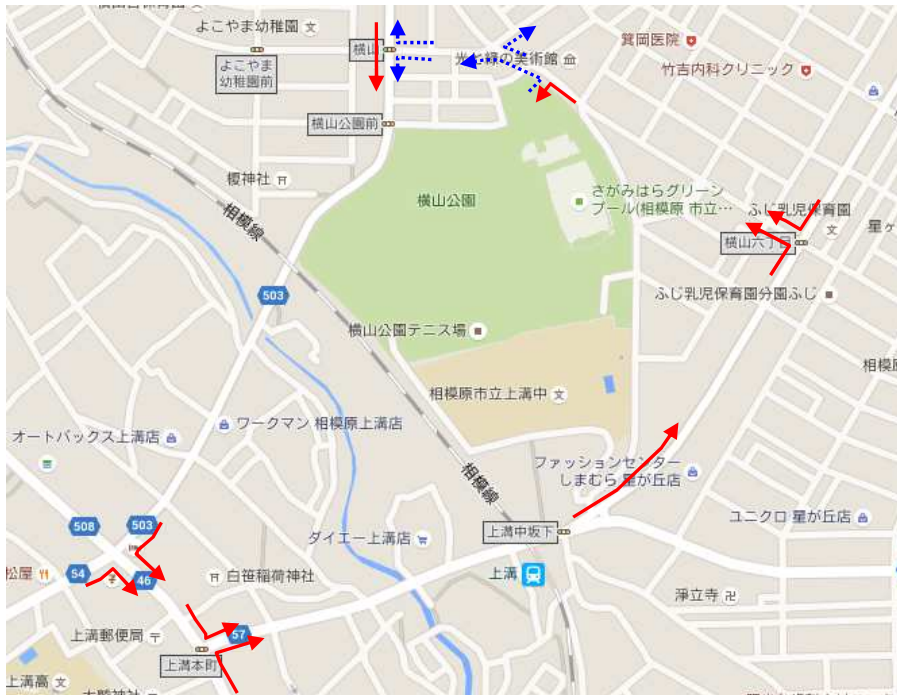 よこやま幼稚園
横山
よこやま
幼稚園前
光と緑の美術館
箕岡医院
竹吉内科クリニック
横山公園前
榎神社
横山公園
さがみはらグリーン
プール(相模原 市立…
ふじ乳児保育園
横山六丁目
星ヶ
ふじ乳児保育園分園ふじ
相模線
503
横山公園テニス場
相模原
相模原市立上溝中
ワークマン 相模原上溝店
オートバックス上溝店
ファッションセンター
しまむら 星が丘店
相模線
ユニクロ 星が丘店
508
503
上溝中坂下
ダイエー上溝店
松屋
54
46
白笹稲荷神社
上溝
淨立寺
上溝郵便局
57
上溝本町
上溝高